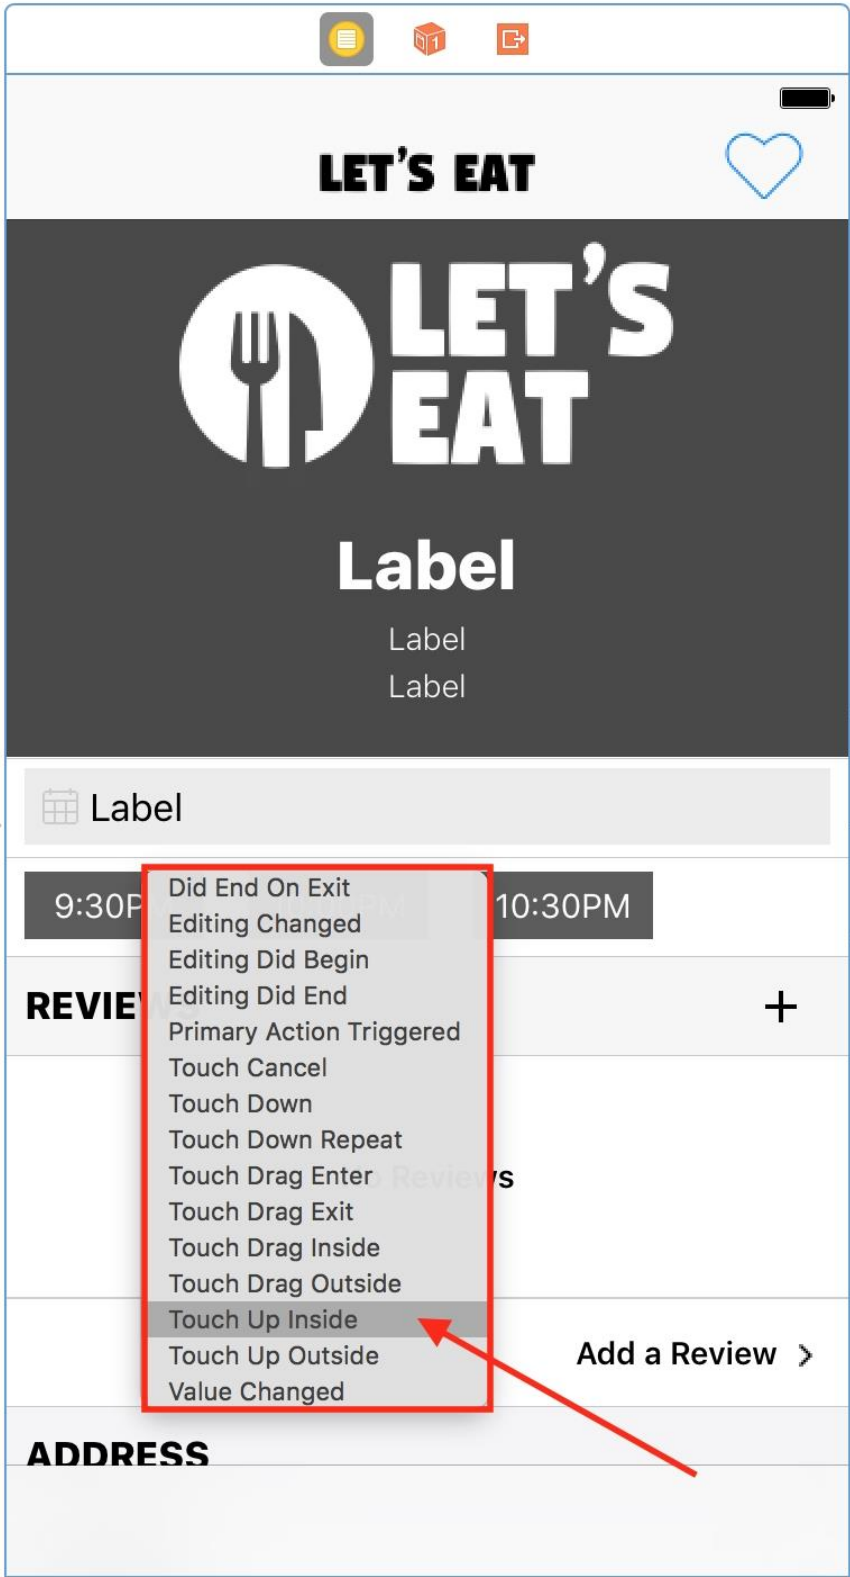 LET'S EAT
LET'S
EAT
Label
Label
Label
Label
9:30P
10:30PM
Did End On Exit
Editing Changed
Editing Did Begin
Editing Did End
Primary Action Triggered
Touch Cancel
Touch Down
Touch Down Repeat
Touch Drag Enter
Touch Drag Exit
Touch Drag Inside
Touch Drag Outside
Touch Up Inside
Touch Up Outside
Value Changed
REVIEWS
+
No Reviews
Add a Review >
ADDRESS